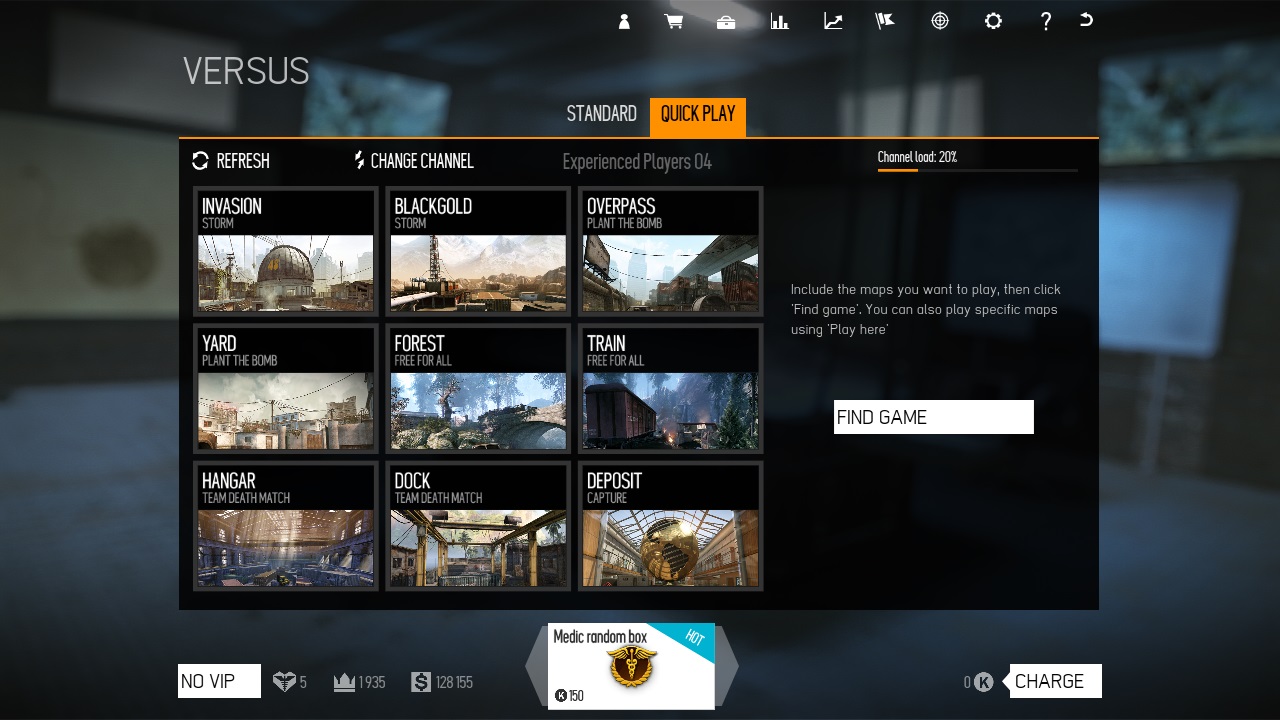 VERSUS
STANDARD
QUICK PLAY
REFRESH
CHANGE CHANNEL
Experienced Players 04
Channel load: 20%
INVASION
STORM
BLACKGOLD
STORM
OVERPASS
PLANT THE BOMB
YARD
PLANT THE BOMB
FOREST
FREE FOR ALL
TRAIN
FREE FOR ALL
HANGAR
TEAM DEATH MATCH
DOCK
TEAM DEATH MATCH
DEPOSIT
CAPTURE
Include the maps you want to play, then click
'Find game'. You can also play specific maps
using 'Play here'
FIND GAME
Medic random box
HOT
K 150
NO VIP
5
1 935
$ 128 155
0 K
CHARGE